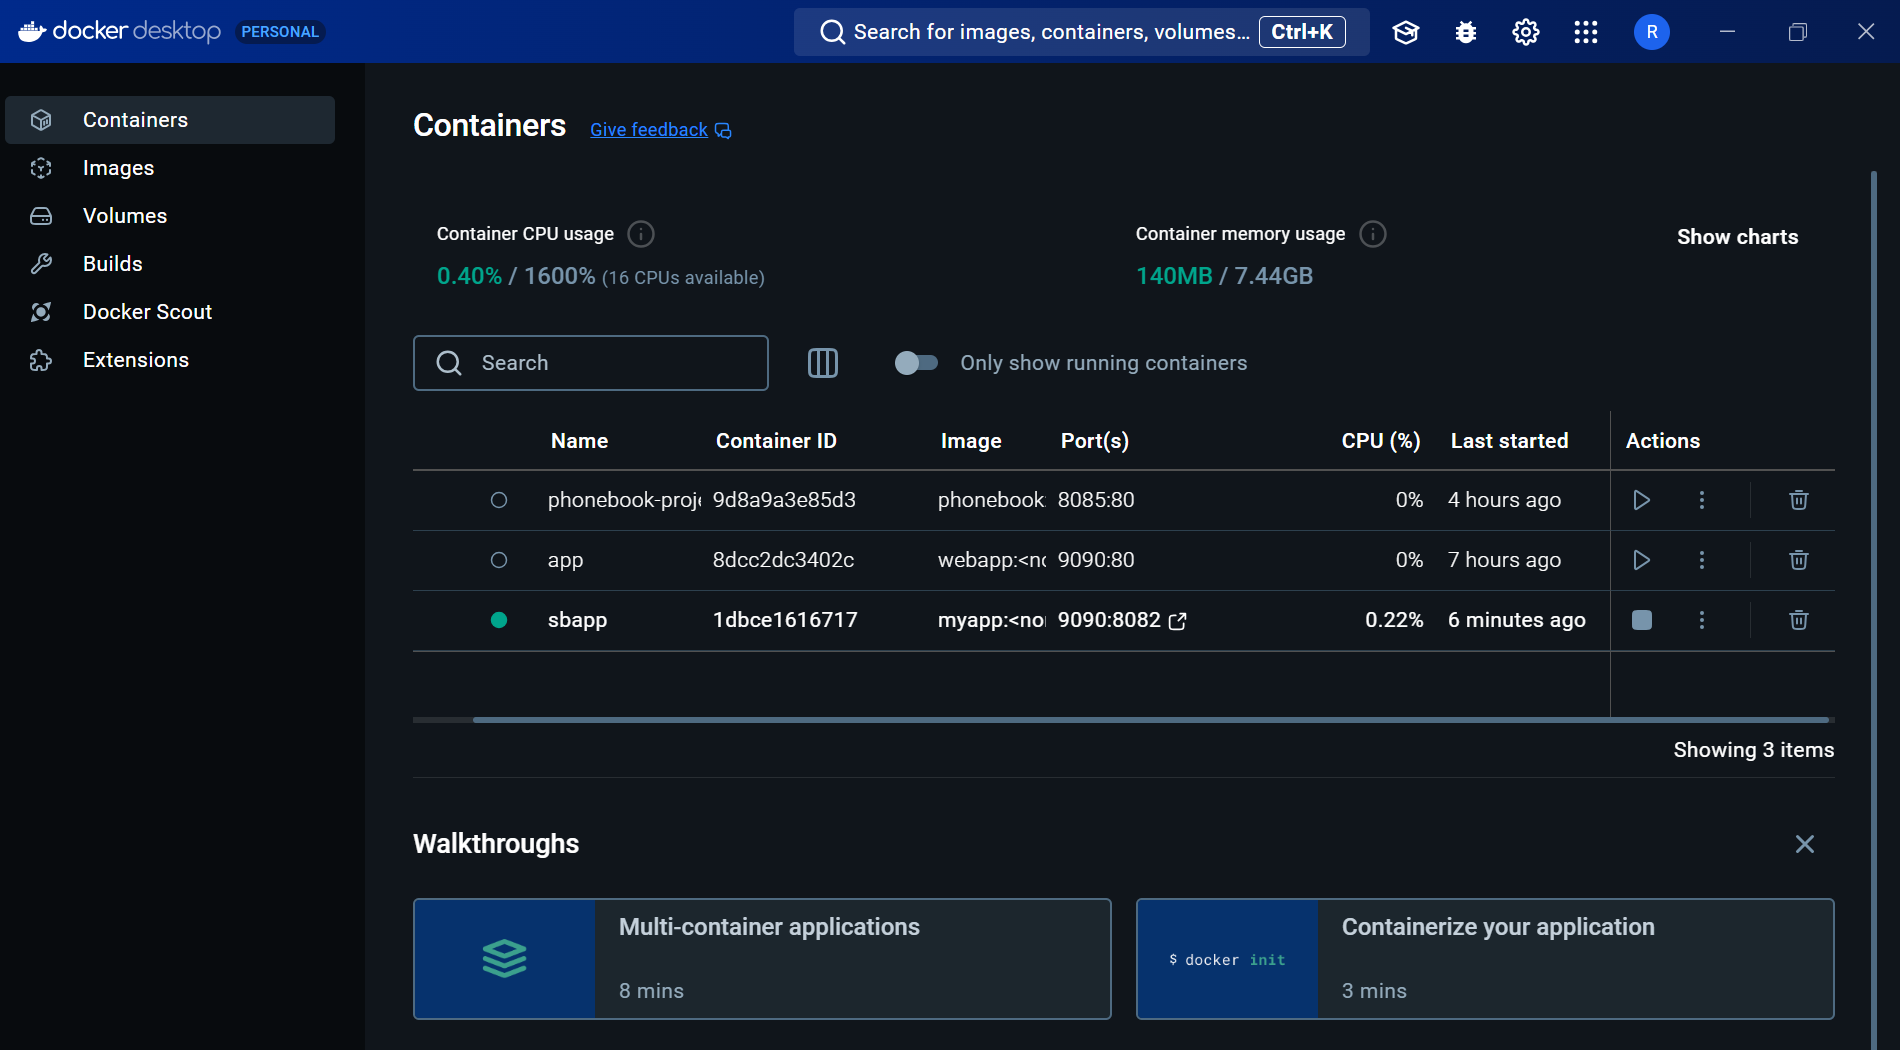 docker desktop PERSONAL
Search for images, containers, volumes... Ctrl+K
R
Containers
Images
Volumes
Builds
Docker Scout
Extensions
Containers Give feedback
Container CPU usage
0.40% / 1600% (16 CPUs available)
Container memory usage
140MB / 7.44GB
Show charts
Search
Only show running containers
Name Container ID Image Port(s) CPU (%) Last started Actions
phonebook-proje 9d8a9a3e85d3 phonebook: 8085:80 0% 4 hours ago
app 8dcc2dc3402c webapp:<no 9090:80 0% 7 hours ago
sbapp 1dbce1616717 myapp:<no 9090:8082 0.22% 6 minutes ago
Showing 3 items
Walkthroughs
Multi-container applications
8 mins
$ docker init
Containerize your application
3 mins